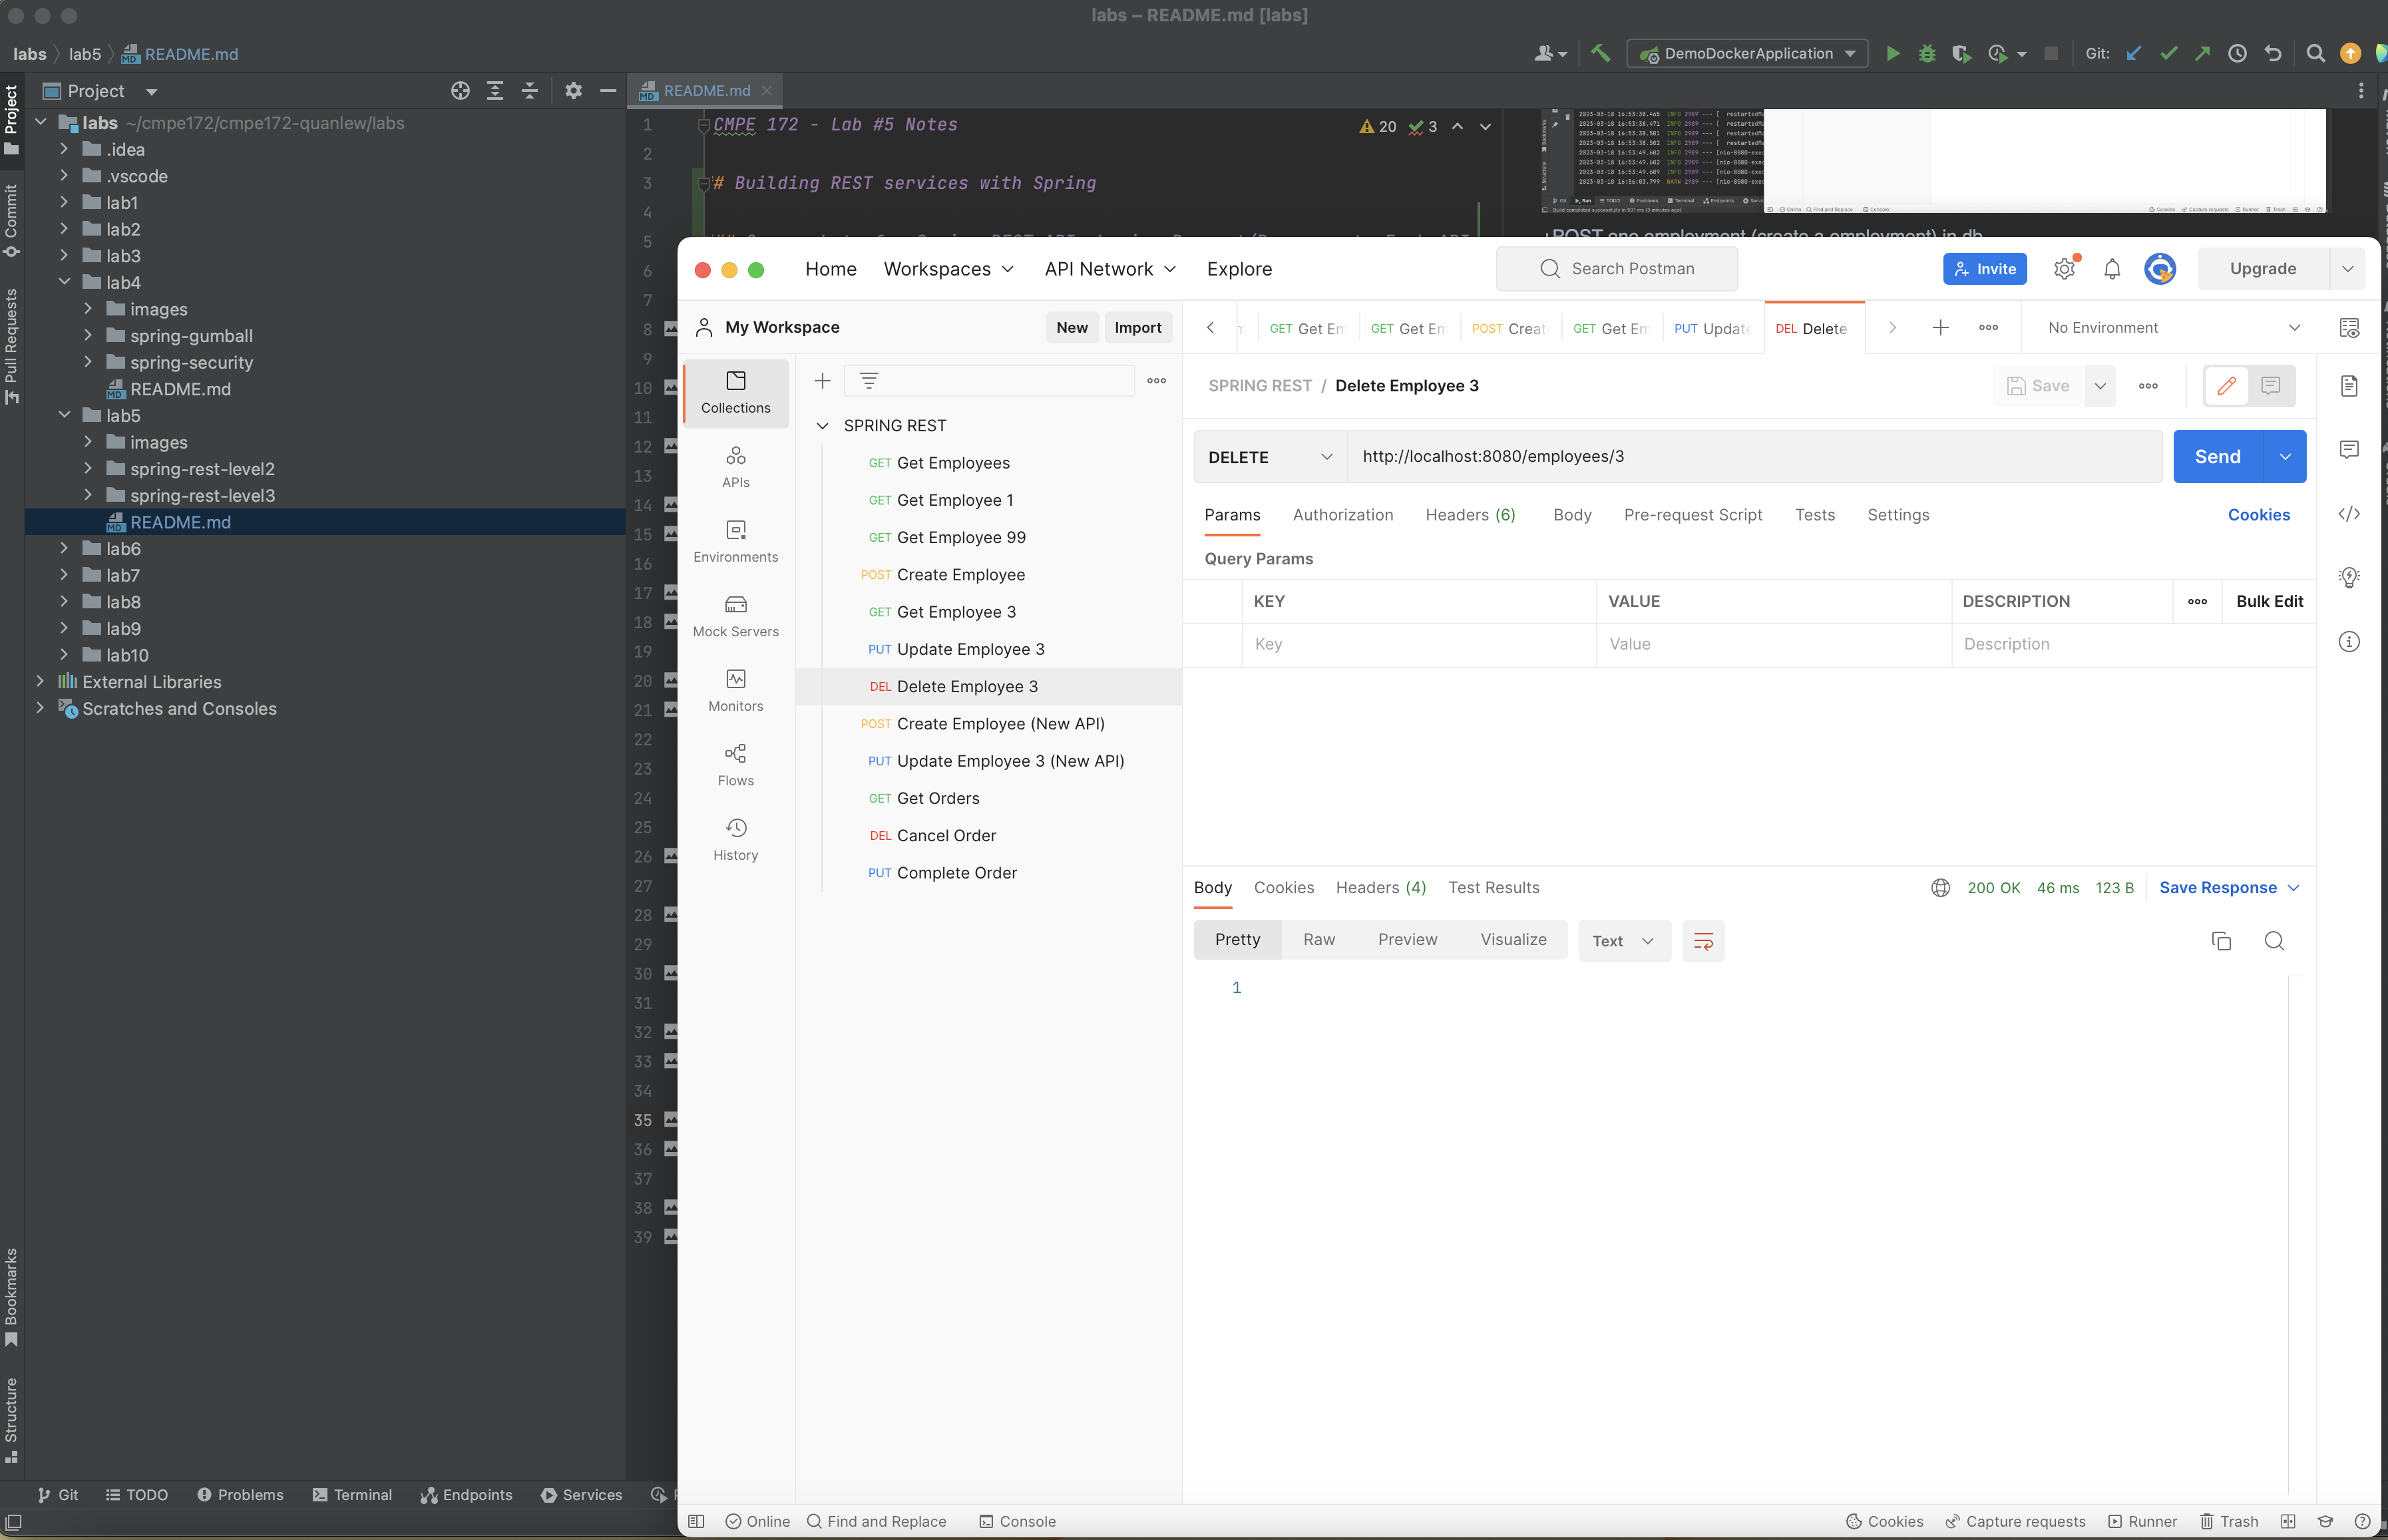 labs – README.md [labs]
labs lab5 README.md
DemoDockerApplication
Git:
Project
README.md
Project
Commit
Pull Requests
Bookmarks
Structure
labs ~/cmpe172/cmpe172-quanlew/labs
.idea
.vscode
lab1
lab2
lab3
lab4
images
spring-gumball
spring-security
README.md
lab5
images
spring-rest-level2
spring-rest-level3
README.md
lab6
lab7
lab8
lab9
lab10
External Libraries
Scratches and Consoles
1
2
3
4
5
6
7
8
9
10
11
12
13
14
15
16
17
18
19
20
21
22
23
24
25
26
27
28
29
30
31
32
33
34
35
36
37
38
39
CMPE 172 - Lab #5 Notes
20 3
# Building REST services with Spring
POST one employment (create a employment) in db
Home Workspaces API Network Explore
Search Postman
Invite
Upgrade
My Workspace
New Import
GET Get Em
GET Get Em
POST Creat
GET Get Em
PUT Update
DEL Delete
No Environment
Collections
APIs
Environments
Mock Servers
Monitors
Flows
History
SPRING REST
GET Get Employees
GET Get Employee 1
GET Get Employee 99
POST Create Employee
GET Get Employee 3
PUT Update Employee 3
DEL Delete Employee 3
POST Create Employee (New API)
PUT Update Employee 3 (New API)
GET Get Orders
DEL Cancel Order
PUT Complete Order
SPRING REST / Delete Employee 3
Save
DELETE http://localhost:8080/employees/3
Send
Params Authorization Headers (6) Body Pre-request Script Tests Settings
Cookies
Query Params
KEY VALUE DESCRIPTION Bulk Edit
Key Value Description
Body Cookies Headers (4) Test Results
200 OK 46 ms 123 B Save Response
Pretty Raw Preview Visualize Text
1
Git TODO Problems Terminal Endpoints Services
Online Find and Replace Console
Cookies Capture requests Runner Trash